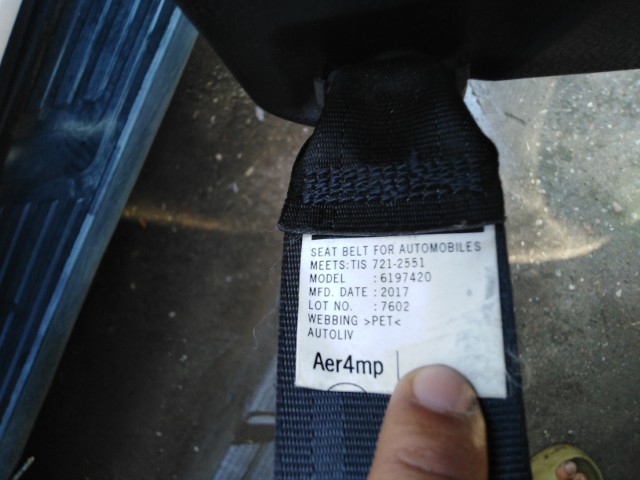 SEAT BELT FOR AUTOMOBILES
MEETS:TIS 721-2551
MODEL : 6197420
MFD. DATE : 2017
LOT NO. : 7602
WEBBING >PET<
AUTOLIV
Aer4mp